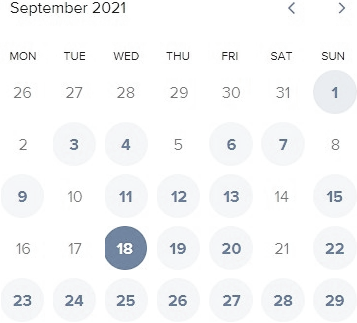 September 2021
MON TUE WED THU FRI SAT SUN
26 27 28 29 30 31 1
2 3 4 5 6 7 8
9 10 11 12 13 14 15
16 17 18 19 20 21 22
23 24 25 26 27 28 29